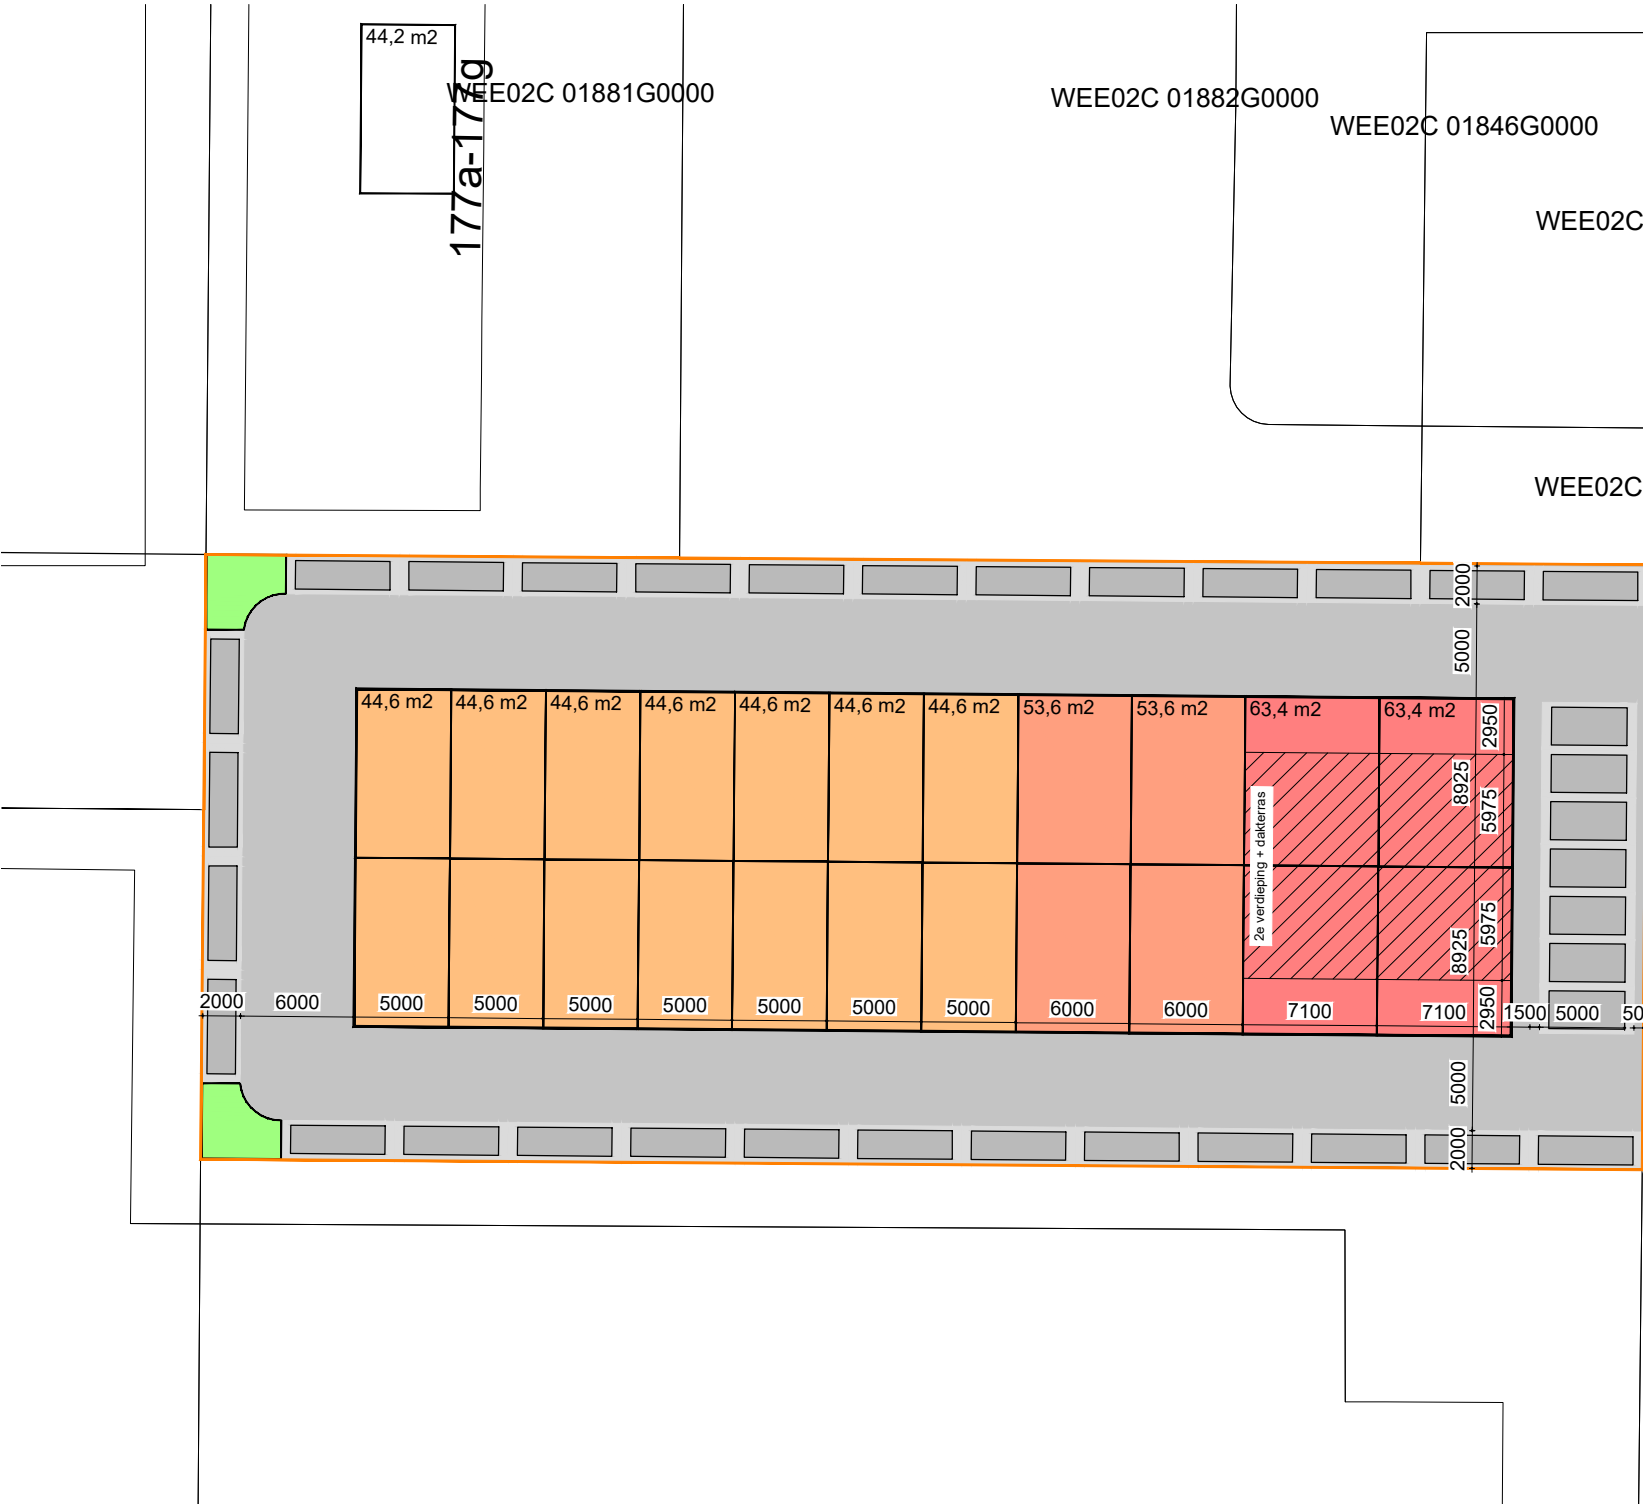 44,2 m2
177a-177g
WEE02C 01881G0000
WEE02C 01882G0000
WEE02C 01846G0000
WEE02C
WEE02C
2000
5000
44,6 m2
44,6 m2
44,6 m2
44,6 m2
44,6 m2
44,6 m2
44,6 m2
53,6 m2
53,6 m2
63,4 m2
63,4 m2
2950
8925
5975
2e verdieping + dakterras
5975
8925
2950
2000
6000
5000
5000
5000
5000
5000
5000
5000
6000
6000
7100
7100
1500
5000
50
5000
2000